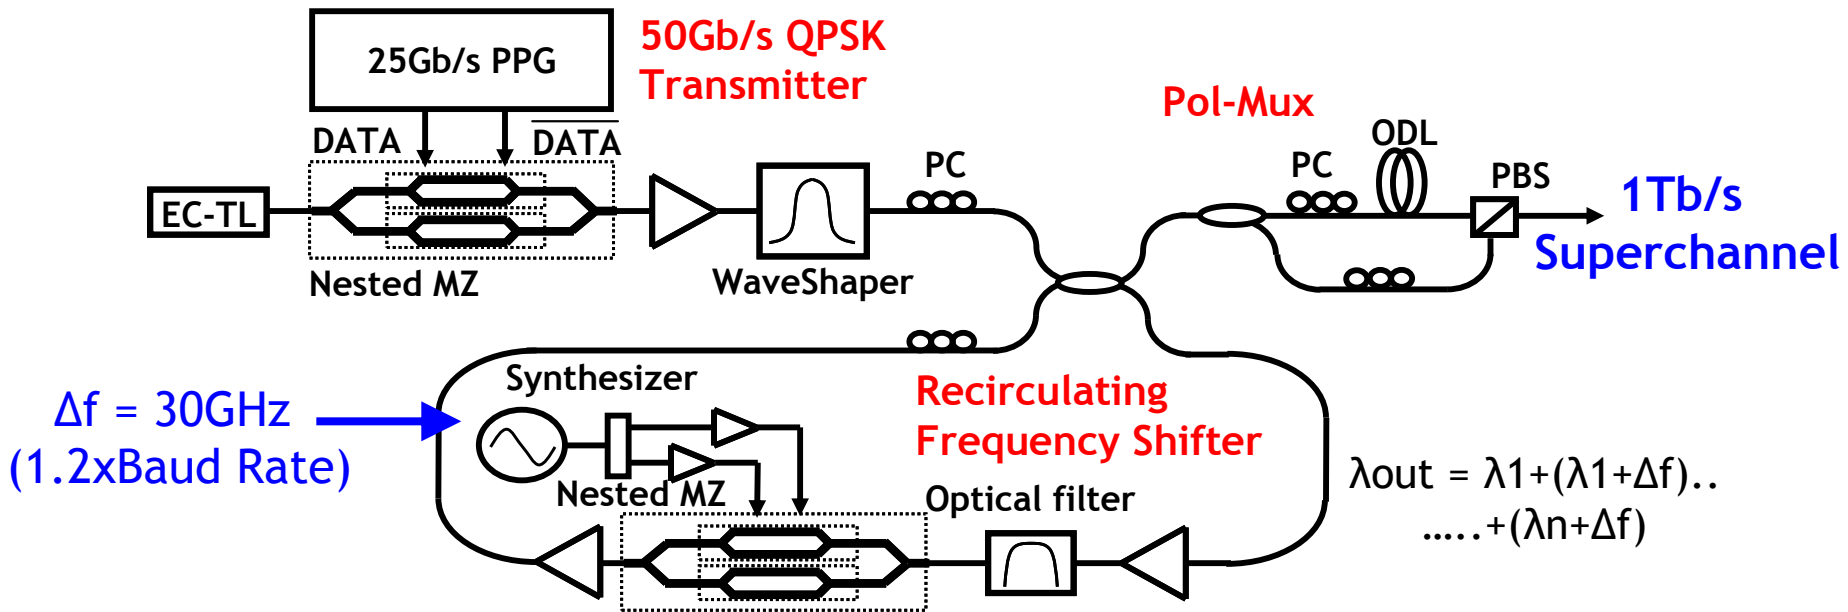 25Gb/s PPG
50Gb/s QPSK
Transmitter
DATA
DATA
EC-TL
Nested MZ
WaveShaper
PC
Pol-Mux
ODL
PC
PBS
1Tb/s
Superchannel
Δf = 30GHz
(1.2xBaud Rate)
Synthesizer
Nested MZ
Recirculating
Frequency Shifter
Optical filter
λout = λ1+(λ1+Δf)..
.....+(λn+Δf)